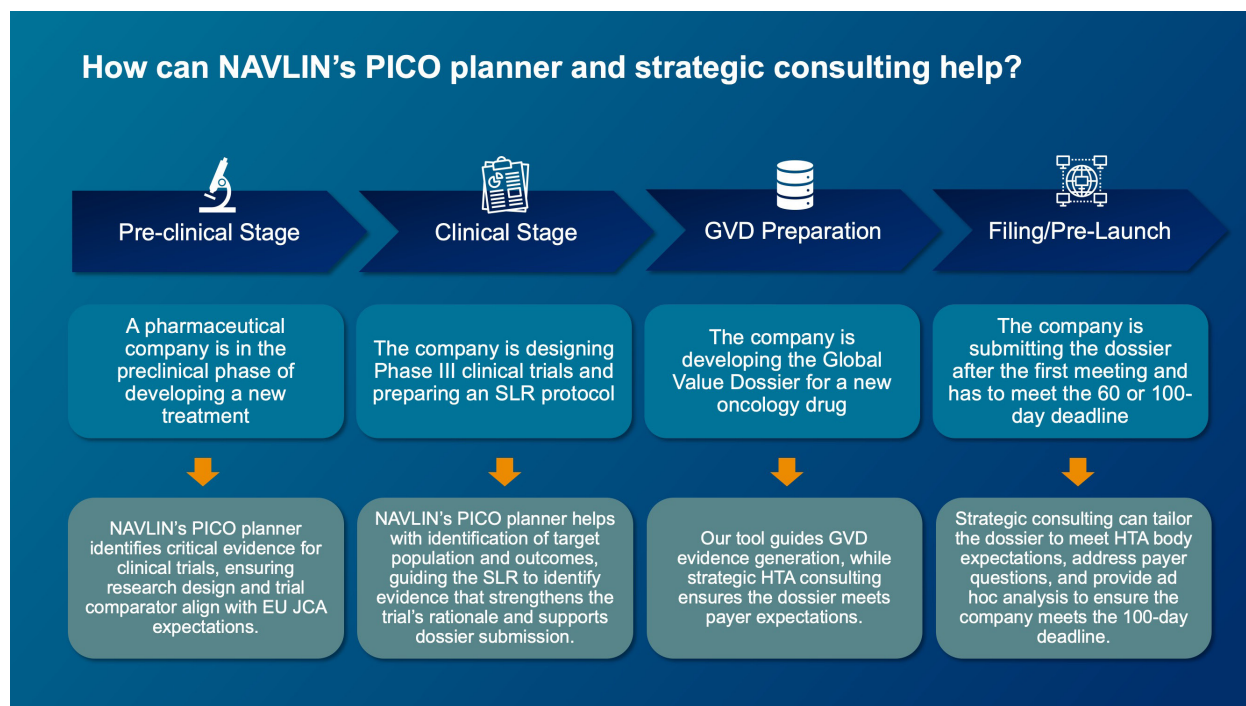 How can NAVLIN’s PICO planner and strategic consulting help?
Pre-clinical Stage
Clinical Stage
GVD Preparation
Filing/Pre-Launch
A pharmaceutical
company is in the
preclinical phase of
developing a new
treatment
The company is designing
Phase III clinical trials and
preparing an SLR protocol
The company is
developing the Global
Value Dossier for a new
oncology drug
The company is
submitting the dossier
after the first meeting and
has to meet the 60 or 100-
day deadline
NAVLIN’s PICO planner
identifies critical evidence for
clinical trials, ensuring
research design and trial
comparator align with EU JCA
expectations.
NAVLIN’s PICO planner helps
with identification of target
population and outcomes,
guiding the SLR to identify
evidence that strengthens the
trial’s rationale and supports
dossier submission.
Our tool guides GVD
evidence generation, while
strategic HTA consulting
ensures the dossier meets
payer expectations.
Strategic consulting can tailor
the dossier to meet HTA body
expectations, address payer
questions, and provide ad
hoc analysis to ensure the
company meets the 100-day
deadline.